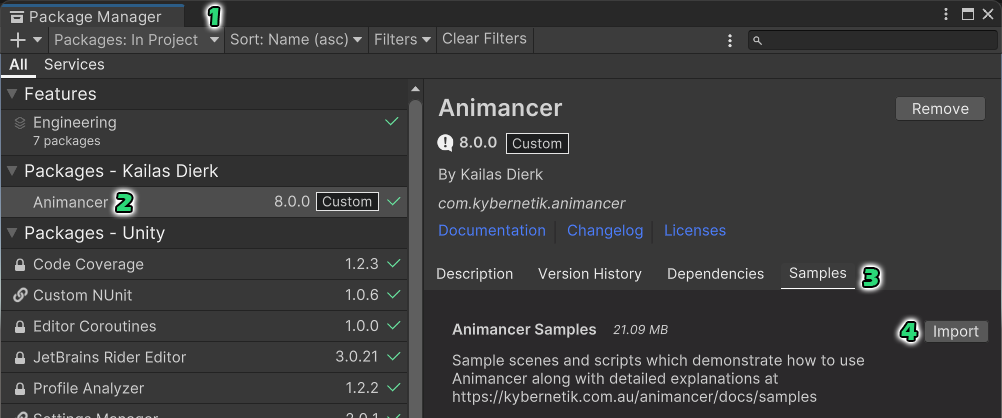 Package Manager
1
Packages: In Project
Sort: Name (asc)
Filters
Clear Filters
All
Services
Features
Engineering
7 packages
Packages - Kailas Dierk
Animancer
2
8.0.0
Custom
Packages - Unity
Code Coverage
1.2.3
Custom NUnit
1.0.6
Editor Coroutines
1.0.0
JetBrains Rider Editor
3.0.21
Profile Analyzer
1.2.2
Settings Manager
2.0.1
Animancer
Remove
8.0.0
Custom
By Kailas Dierk
com.kybernetik.animancer
Documentation
Changelog
Licenses
Description
Version History
Dependencies
Samples
3
Animancer Samples
21.09 MB
4
Import
Sample scenes and scripts which demonstrate how to use
Animancer along with detailed explanations at
https://kybernetik.com.au/animancer/docs/samples